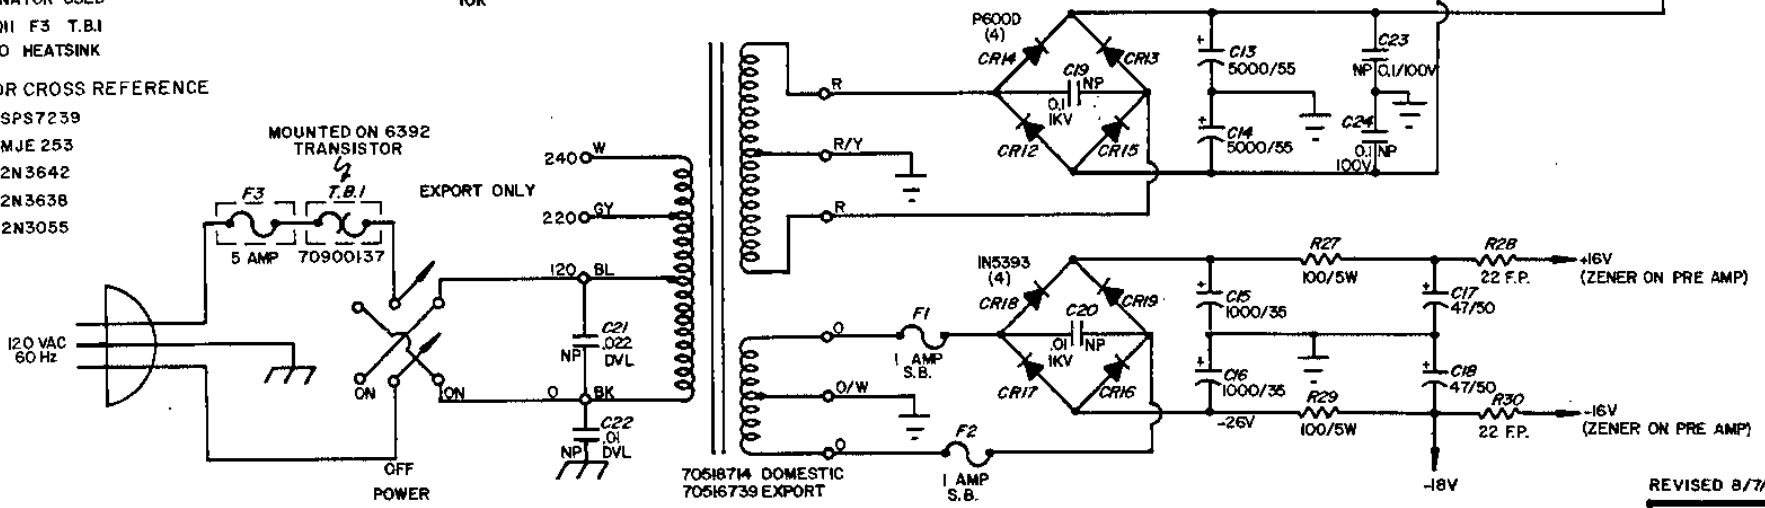 10K
F3 T.B.1
HEATSINK
CROSS REFERENCE
SPS7239
MJE 253
2N3642
2N3638
2N3055
MOUNTED ON 6392
TRANSISTOR
F3
T.B.1
5 AMP
70900137
120 VAC
60 Hz
ON
ON
OFF
POWER
240 W
EXPORT ONLY
220 GY
120 BL
C21
.022
NP DVL
0 BK
C22
.01
NP DVL
70518714 DOMESTIC
70516739 EXPORT
R
R/Y
R
P600D
(4)
CR14
CR13
C19
NP
0.1
1KV
CR12
CR15
C13
5000/55
C14
5000/55
C23
NP 0.1/100V
C24
0.1 NP
100V
O
F1
1 AMP
S.B.
O/W
O
F2
1 AMP
S.B.
IN5393
(4)
CR18
CR19
C20
.01 NP
1KV
CR17
CR16
C15
1000/35
C16
1000/35
-26V
R27
100/5W
R29
100/5W
C17
47/50
C18
47/50
R28
22 F.P.
+16V
(ZENER ON PRE AMP)
R30
22 F.P.
-16V
(ZENER ON PRE AMP)
-18V
REVISED 8/7/